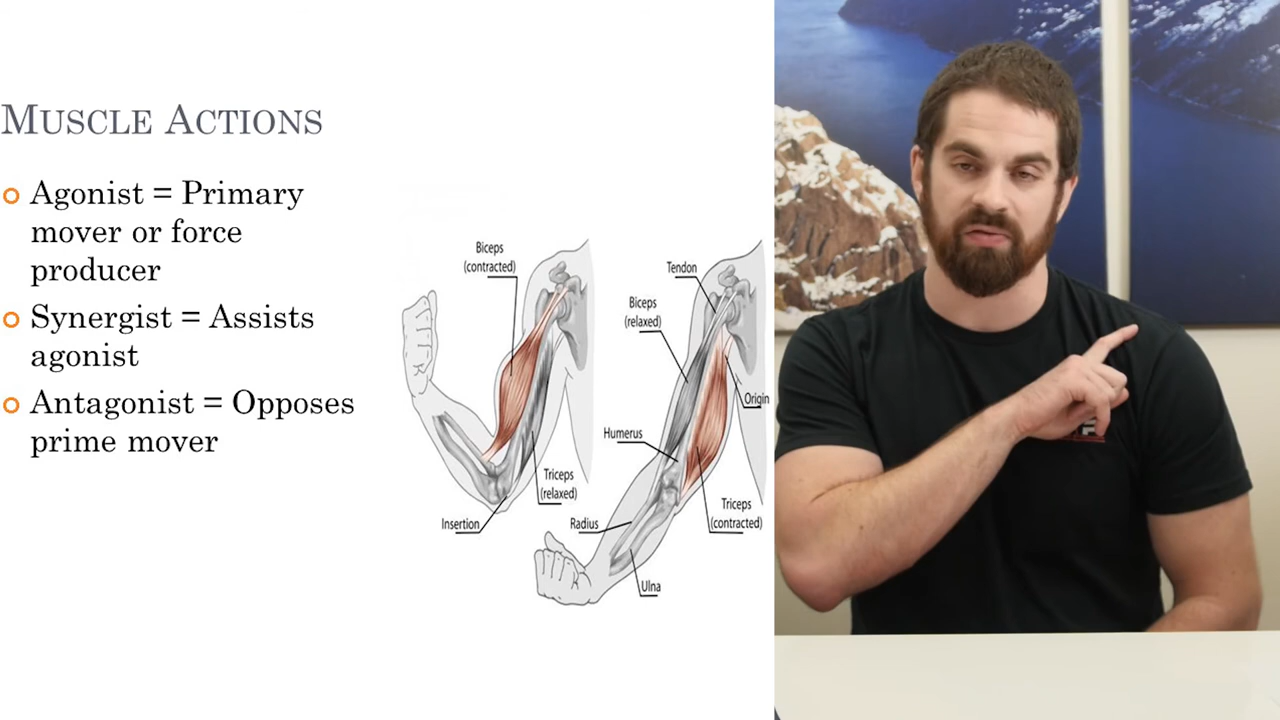 MUSCLE ACTIONS
Agonist = Primary
mover or force
producer
Synergist = Assists
agonist
Antagonist = Opposes
prime mover
Biceps
(contracted)
Triceps
(relaxed)
Insertion
Tendon
Biceps
(relaxed)
Origin
Humerus
Triceps
(contracted)
Radius
Ulna